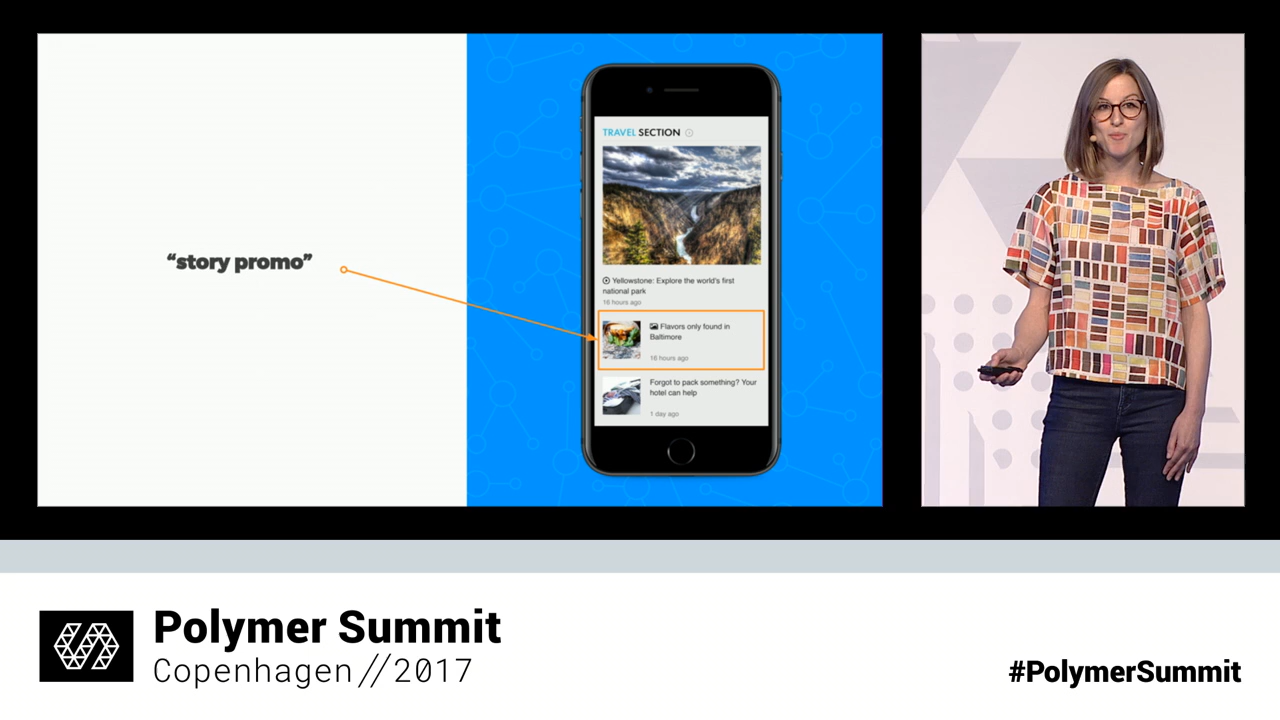 “story promo”
TRAVEL SECTION
Yellowstone: Explore the world's first
national park
16 hours ago
Flavors only found in
Baltimore
16 hours ago
Forgot to pack something? Your
hotel can help
1 day ago
Polymer Summit
Copenhagen//2017
#PolymerSummit